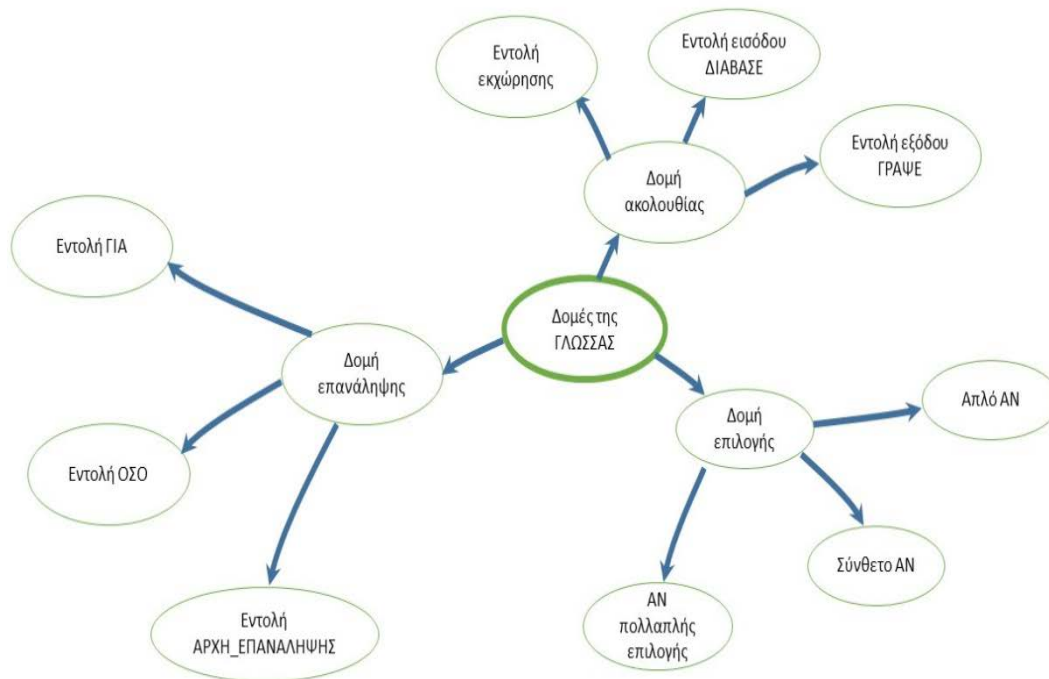 Εντολή
εκχώρησης
Εντολή εισόδου
ΔΙΑΒΑΣΕ
Εντολή εξόδου
ΓΡΑΨΕ
Δομή
ακολουθίας
Εντολή ΓΙΑ
Δομές της
ΓΛΩΣΣΑΣ
Δομή
επανάληψης
Απλό ΑΝ
Δομή
επιλογής
Εντολή ΟΣΟ
Σύνθετο ΑΝ
ΑΝ
πολλαπλής
επιλογής
Εντολή
ΑΡΧΗ_ΕΠΑΝΑΛΗΨΗΣ